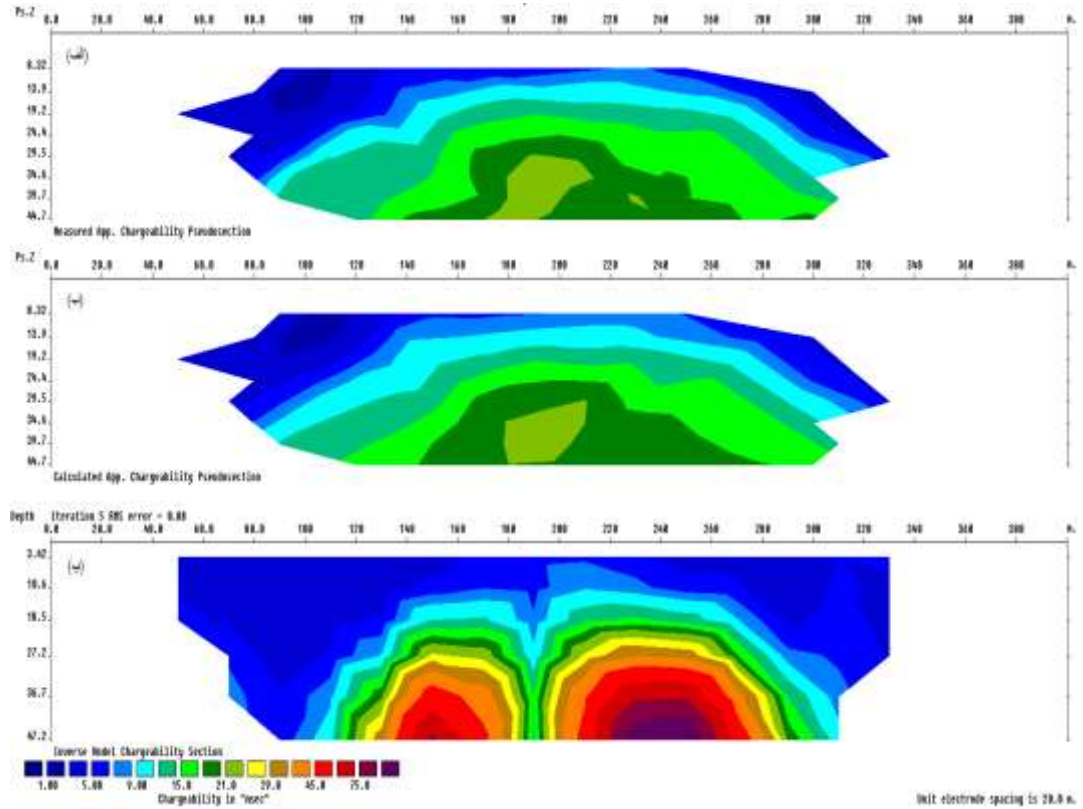 Ps.Z 0.0 20.0 40.0 60.0 80.0 100 120 140 160 180 200 220 240 260 280 300 320 340 360 380 m.
(الف)
8.32
13.9
19.2
24.4
29.5
34.6
39.7
44.7
Measured App. Chargeability Pseudosection
Ps.Z 0.0 20.0 40.0 60.0 80.0 100 120 140 160 180 200 220 240 260 280 300 320 340 360 380 m.
(ب)
8.32
13.9
19.2
24.4
29.5
34.6
39.7
44.7
Calculated App. Chargeability Pseudosection
Depth Iteration 5 RMS error = 0.08
0.0 20.0 40.0 60.0 80.0 100 120 140 160 180 200 220 240 260 280 300 320 340 360 380 m.
3.42
10.6
18.5
27.2
36.7
47.2
Inverse Model Chargeability Section
1.00 5.00 9.00 15.0 21.0 29.0 45.0 75.0
Chargeability in "msec"
Unit electrode spacing is 20.0 m.